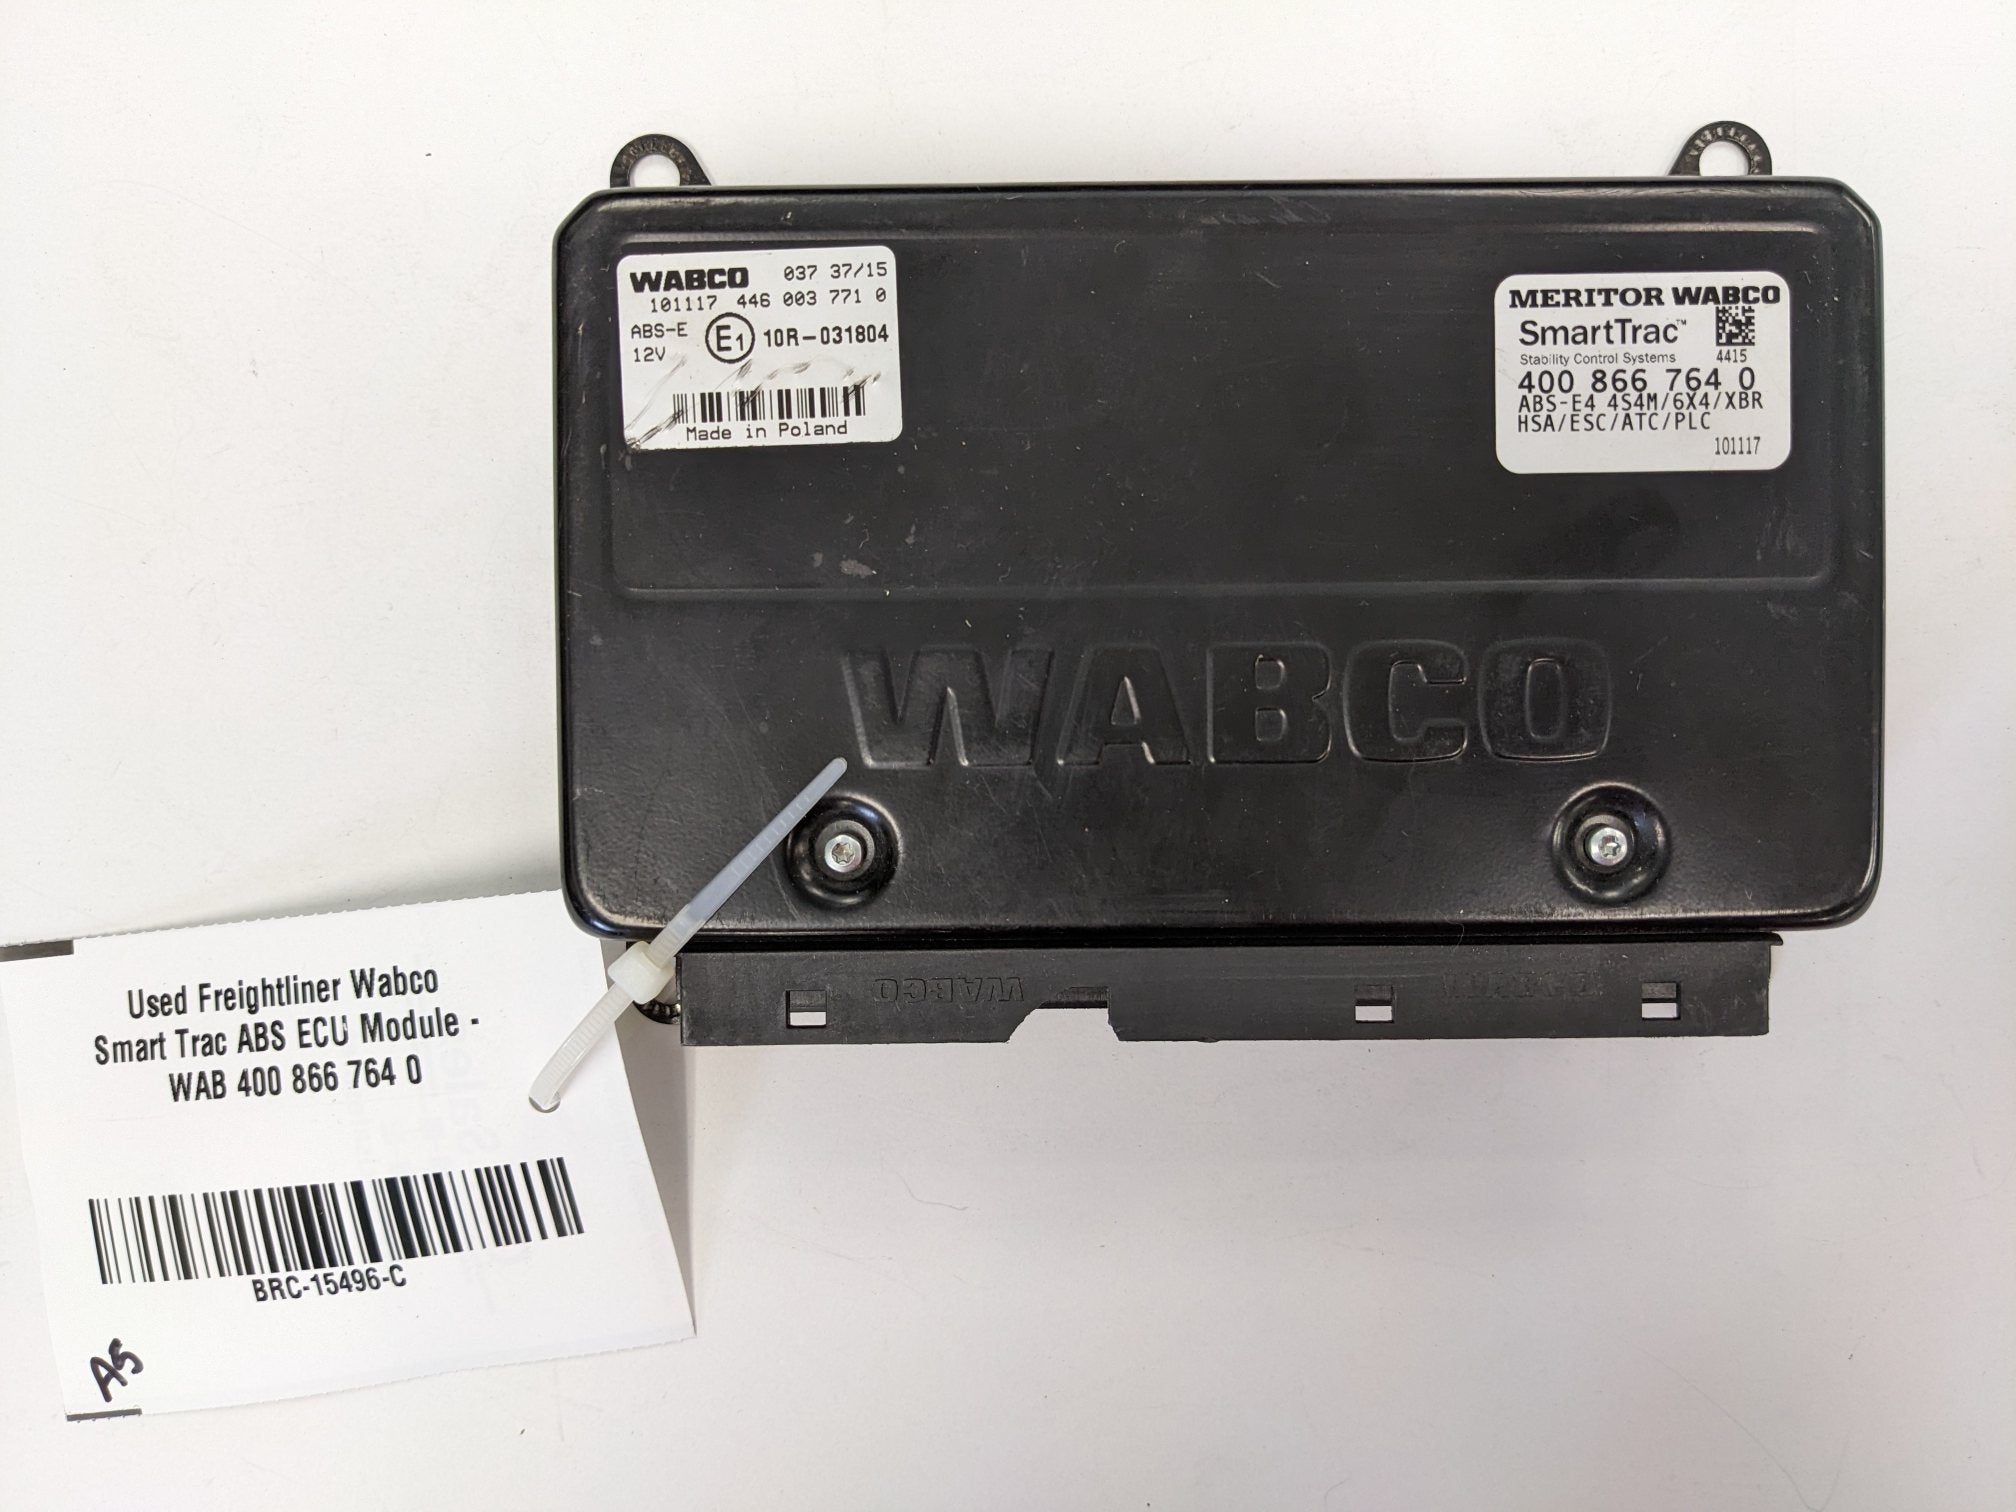 WABCO 037 37/15
101117 446 003 771 0
ABS-E E1 10R-031804
12V
Made in Poland
MERITOR WABCO
SmartTrac™
Stability Control Systems 4415
400 866 764 0
ABS-E4 4S4M/6X4/XBR
HSA/ESC/ATC/PLC
101117
WABCO
WABCO
Used Freightliner Wabco
Smart Trac ABS ECU Module -
WAB 400 866 764 0
BRC-15496-C
A5